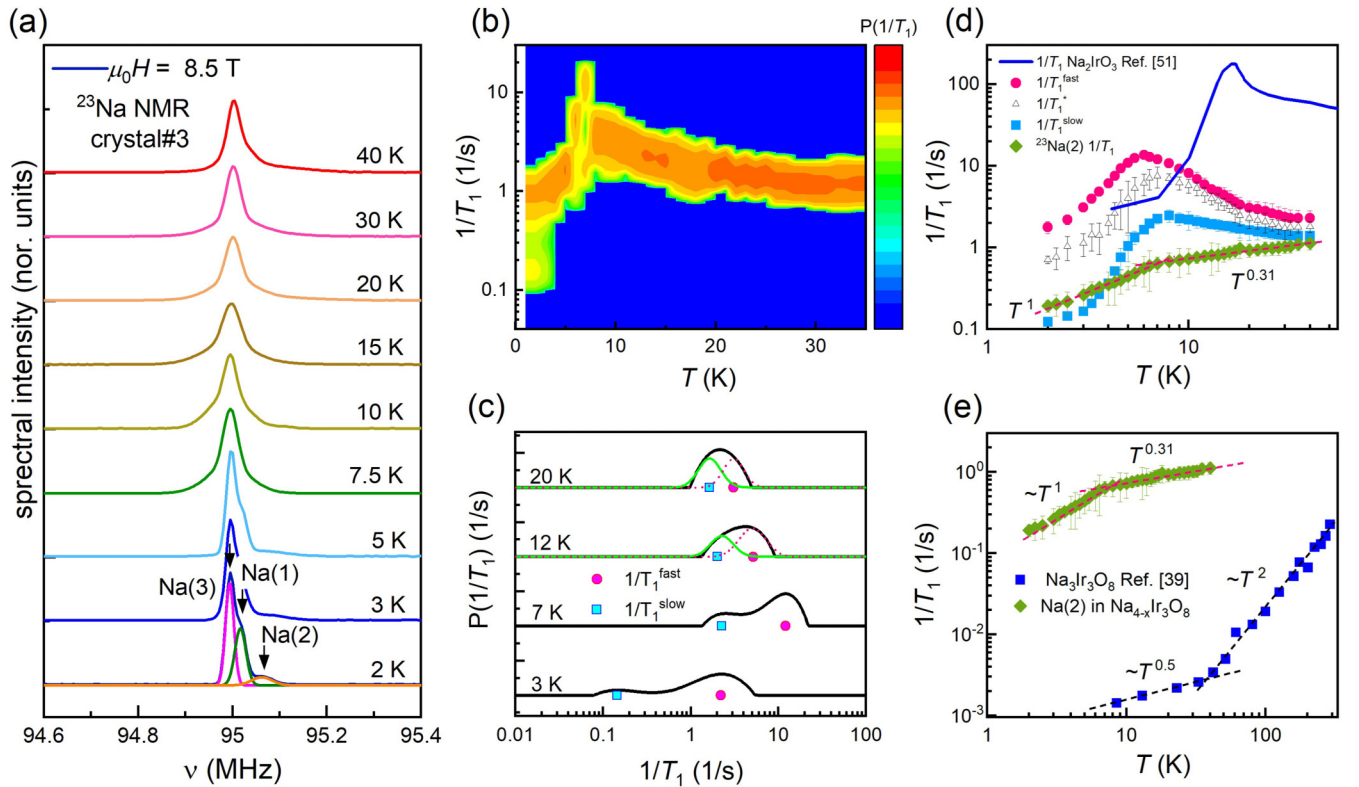 (a)
μ₀H = 8.5 T
²³Na NMR
crystal#3
40 K
30 K
20 K
15 K
10 K
7.5 K
5 K
3 K
2 K
Na(3)
Na(1)
Na(2)
sprectral intensity (nor. units)
94.6 94.8 95 95.2 95.4
ν (MHz)
(b)
P(1/T₁)
10
1
0.1
1/T₁ (1/s)
0 10 20 30
T (K)
(c)
20 K
12 K
7 K
3 K
1/T₁ᶠᵃˢᵗ
1/T₁ˢˡᵒʷ
P(1/T₁) (1/s)
0.01 0.1 1 10 100
1/T₁ (1/s)
(d)
1/T₁ Na₂IrO₃ Ref. [51]
1/T₁ᶠᵃˢᵗ
1/T₁*
1/T₁ˢˡᵒʷ
²³Na(2) 1/T₁
100
10
1
0.1
1/T₁ (1/s)
T¹
T⁰·³¹
1 10
(e)
T⁰·³¹
~T¹
Na₃Ir₃O₈ Ref. [39]
Na(2) in Na₄₋ₓIr₃O₈
~T²
~T⁰·⁵
10⁰
10⁻¹
10⁻²
10⁻³
1/T₁ (1/s)
1 10 100
T (K)